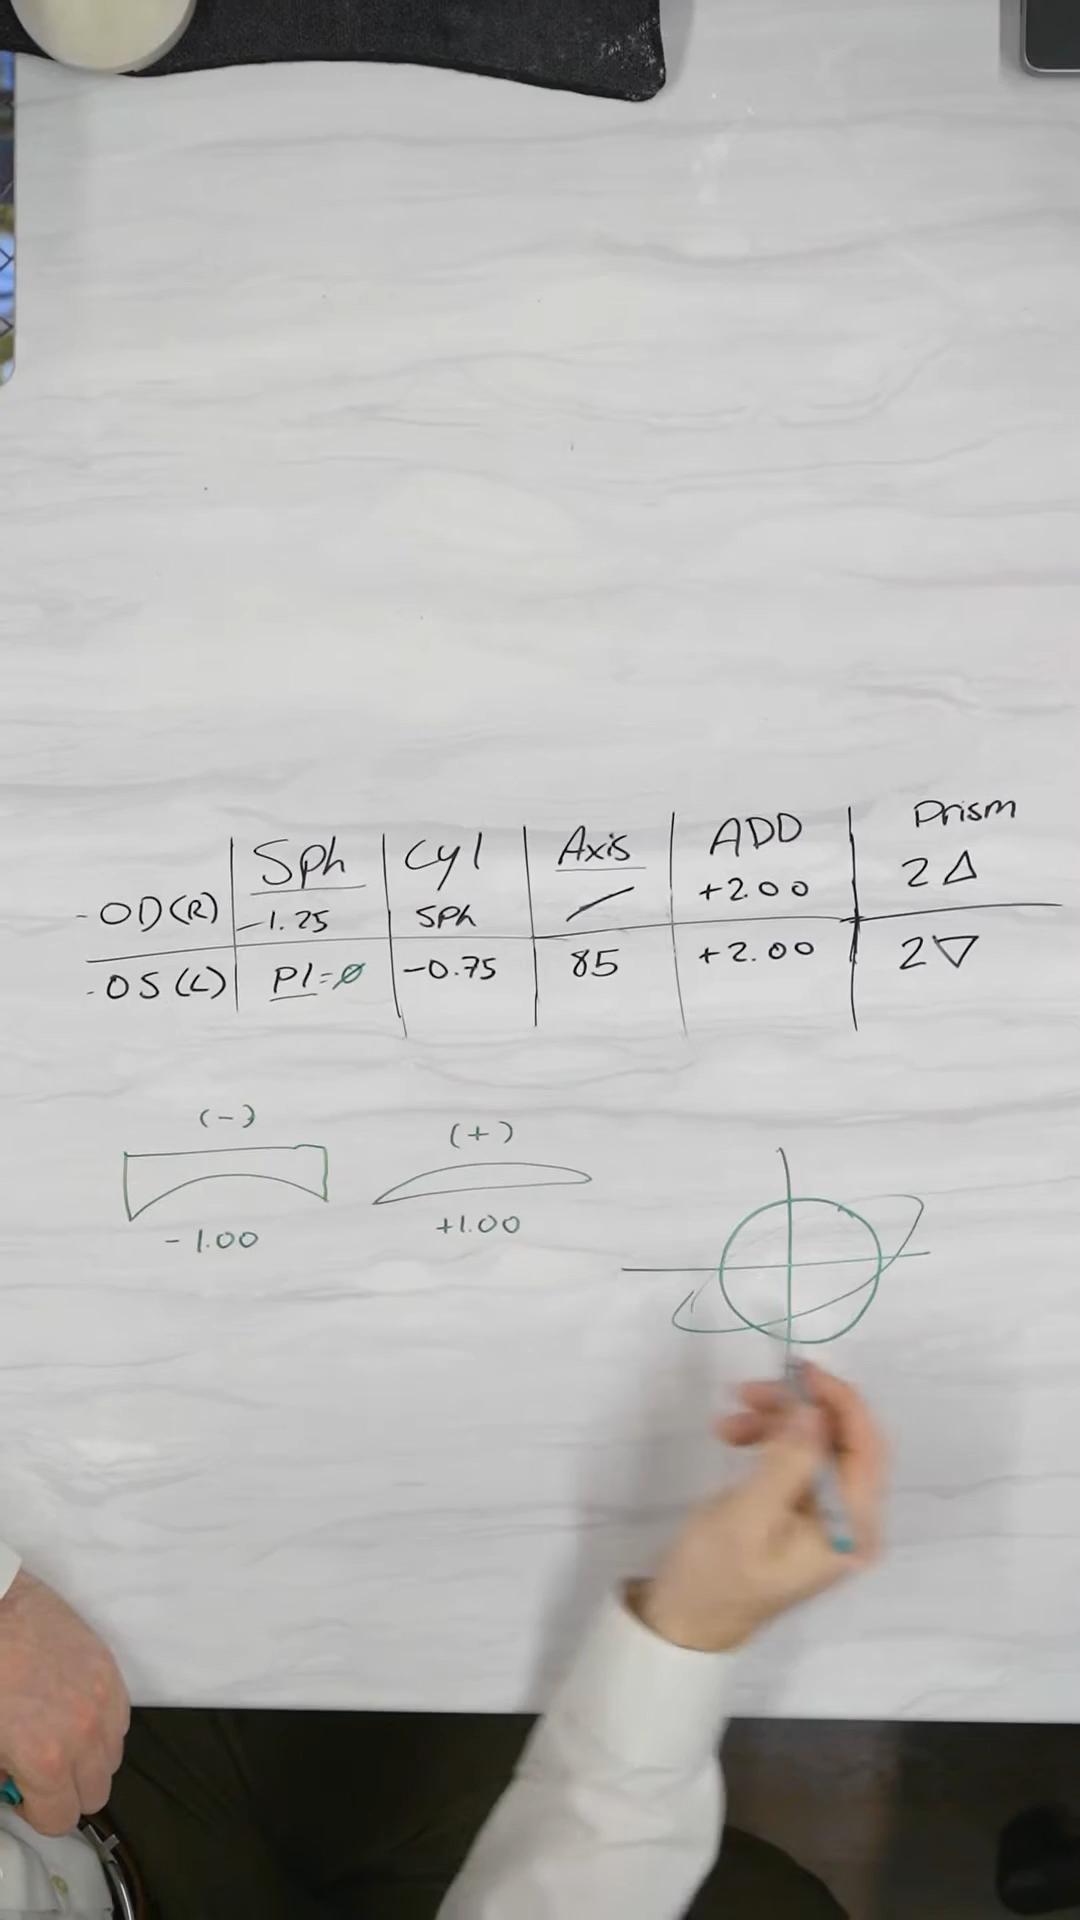 Sph Cyl Axis ADD Prism
-OD(R) -1.25 SPh / +2.00 2△
-OS(L) Pl=∅ -0.75 85 +2.00 2▽
(-) (+)
-1.00 +1.00